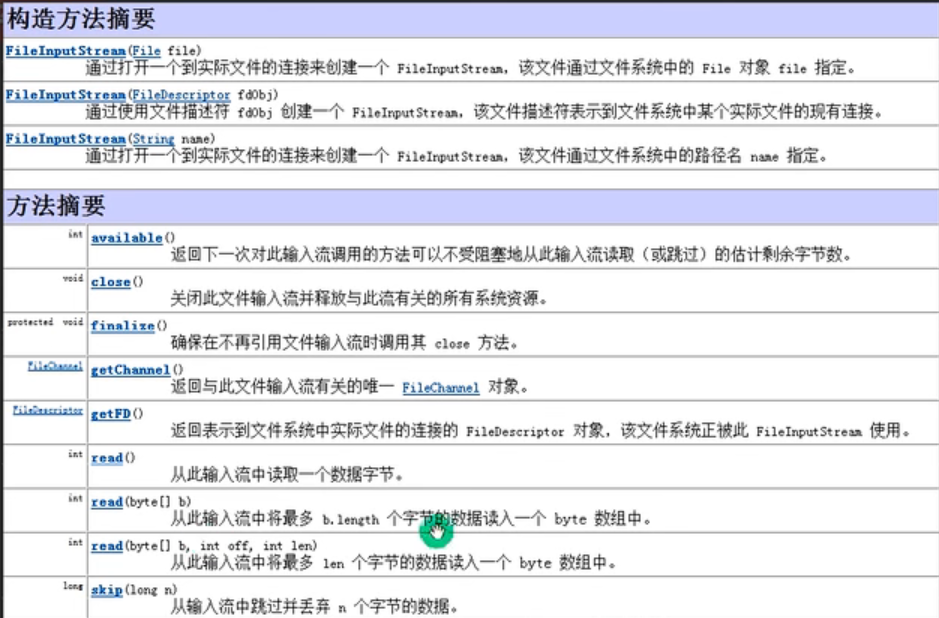 构造方法摘要
FileInputStream(File file)
通过打开一个到实际文件的连接来创建一个 FileInputStream，该文件通过文件系统中的 File 对象 file 指定。
FileInputStream(FileDescriptor fdObj)
通过使用文件描述符 fdObj 创建一个 FileInputStream，该文件描述符表示到文件系统中某个实际文件的现有连接。
FileInputStream(String name)
通过打开一个到实际文件的连接来创建一个 FileInputStream，该文件通过文件系统中的路径名 name 指定。
方法摘要
int available()
返回下一次对此输入流调用的方法可以不受阻塞地从此输入流读取（或跳过）的估计剩余字节数。
void close()
关闭此文件输入流并释放与此流有关的所有系统资源。
protected void finalize()
确保在不再引用文件输入流时调用其 close 方法。
FileChannel getChannel()
返回与此文件输入流有关的唯一 FileChannel 对象。
FileDescriptor getFD()
返回表示到文件系统中实际文件的连接的 FileDescriptor 对象，该文件系统正被此 FileInputStream 使用。
int read()
从此输入流中读取一个数据字节。
int read(byte[] b)
从此输入流中将最多 b.length 个字节的数据读入一个 byte 数组中。
int read(byte[] b, int off, int len)
从此输入流中将最多 len 个字节的数据读入一个 byte 数组中。
long skip(long n)
从输入流中跳过并丢弃 n 个字节的数据。